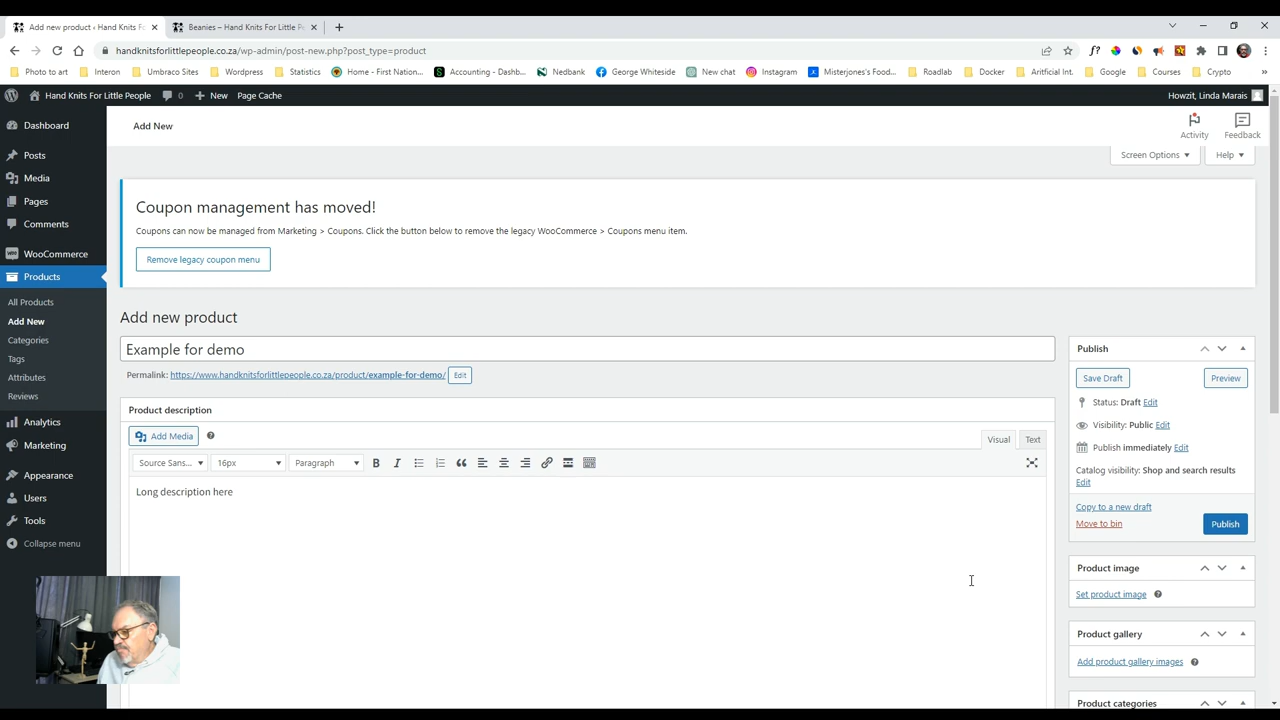 Add new product ‹ Hand Knits F
Beanies – Hand Knits For Little P
handknitsforlittlepeople.co.za/wp-admin/post-new.php?post_type=product
Photo to art
Interon
Umbraco Sites
Wordpress
Statistics
Home - First Nation...
Accounting - Dashb...
Nedbank
George Whiteside
New chat
Instagram
Misterjones's Food...
Roadlab
Docker
Aritficial Int.
Google
Courses
Crypto
Hand Knits For Little People
0
New
Page Cache
Howzit, Linda Marais
Dashboard
Posts
Media
Pages
Comments
WooCommerce
Products
All Products
Add New
Categories
Tags
Attributes
Reviews
Analytics
Marketing
Appearance
Users
Tools
Collapse menu
Add New
Activity
Feedback
Screen Options
Help
Coupon management has moved!
Coupons can now be managed from Marketing > Coupons. Click the button below to remove the legacy WooCommerce > Coupons menu item.
Remove legacy coupon menu
Add new product
Example for demo
Permalink: https://www.handknitsforlittlepeople.co.za/product/example-for-demo/ Edit
Product description
Add Media
Visual
Text
Source Sans...
16px
Paragraph
B
I
Long description here
Publish
Save Draft
Preview
Status: Draft Edit
Visibility: Public Edit
Publish immediately Edit
Catalog visibility: Shop and search results
Edit
Copy to a new draft
Move to bin
Publish
Product image
Set product image
Product gallery
Add product gallery images
Product categories